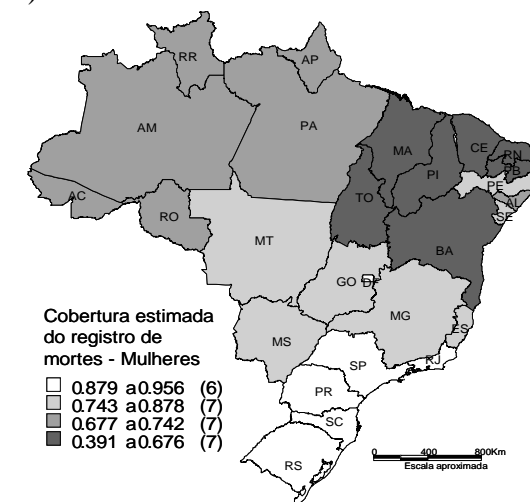 )
RR
AP
AM
PA
MA
CE
RN
PB
PI
PE
AC
TO
AL
SE
RO
BA
MT
GO
DF
MG
ES
MS
SP
RJ
PR
SC
RS
Cobertura estimada
do registro de
mortes - Mulheres
0.879 a 0.956 (6)
0.743 a 0.878 (7)
0.677 a 0.742 (7)
0.391 a 0.676 (7)
0 400 800Km
Escala aproximada